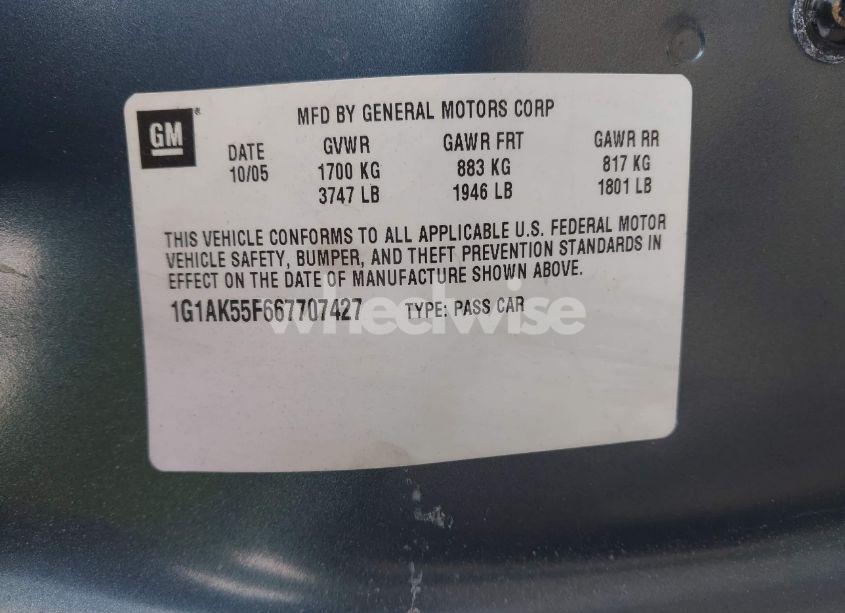 GM®
MFD BY GENERAL MOTORS CORP
DATE GVWR GAWR FRT GAWR RR
10/05 1700 KG 883 KG 817 KG
3747 LB 1946 LB 1801 LB
THIS VEHICLE CONFORMS TO ALL APPLICABLE U.S. FEDERAL MOTOR
VEHICLE SAFETY, BUMPER, AND THEFT PREVENTION STANDARDS IN
EFFECT ON THE DATE OF MANUFACTURE SHOWN ABOVE.
1G1AK55F667707427 TYPE: PASS CAR
wheelwise